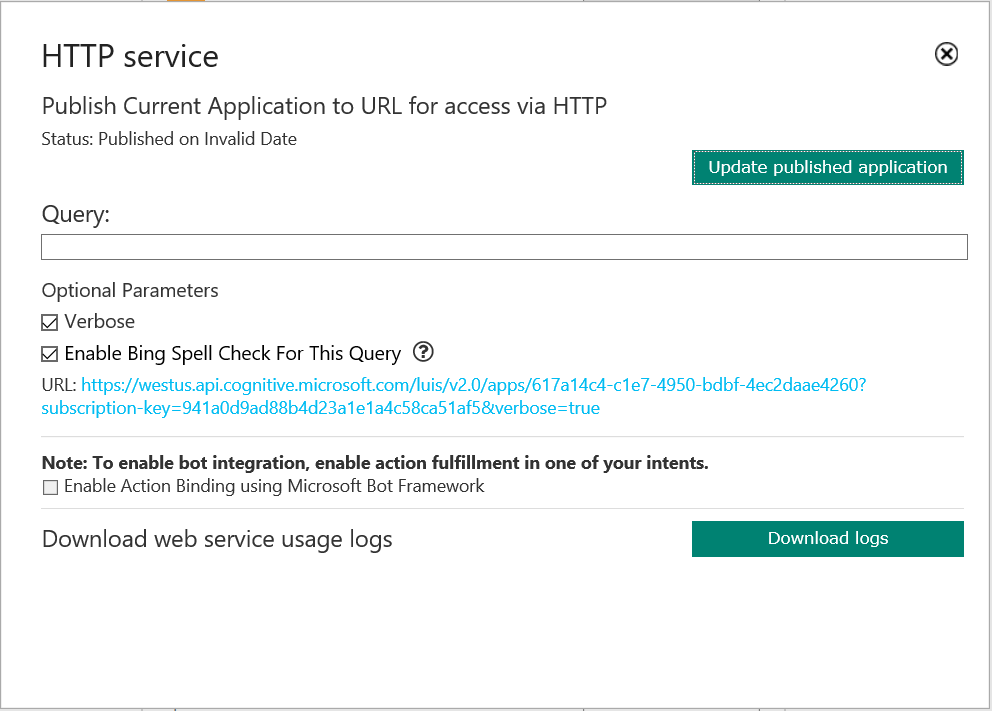 HTTP service
Publish Current Application to URL for access via HTTP
Status: Published on Invalid Date
Update published application
Query:
Optional Parameters
Verbose
Enable Bing Spell Check For This Query ?
URL: https://westus.api.cognitive.microsoft.com/luis/v2.0/apps/617a14c4-c1e7-4950-bdbf-4ec2daae4260?
subscription-key=941a0d9ad88b4d23a1e1a4c58ca51af5&verbose=true
Note: To enable bot integration, enable action fulfillment in one of your intents.
Enable Action Binding using Microsoft Bot Framework
Download web service usage logs
Download logs